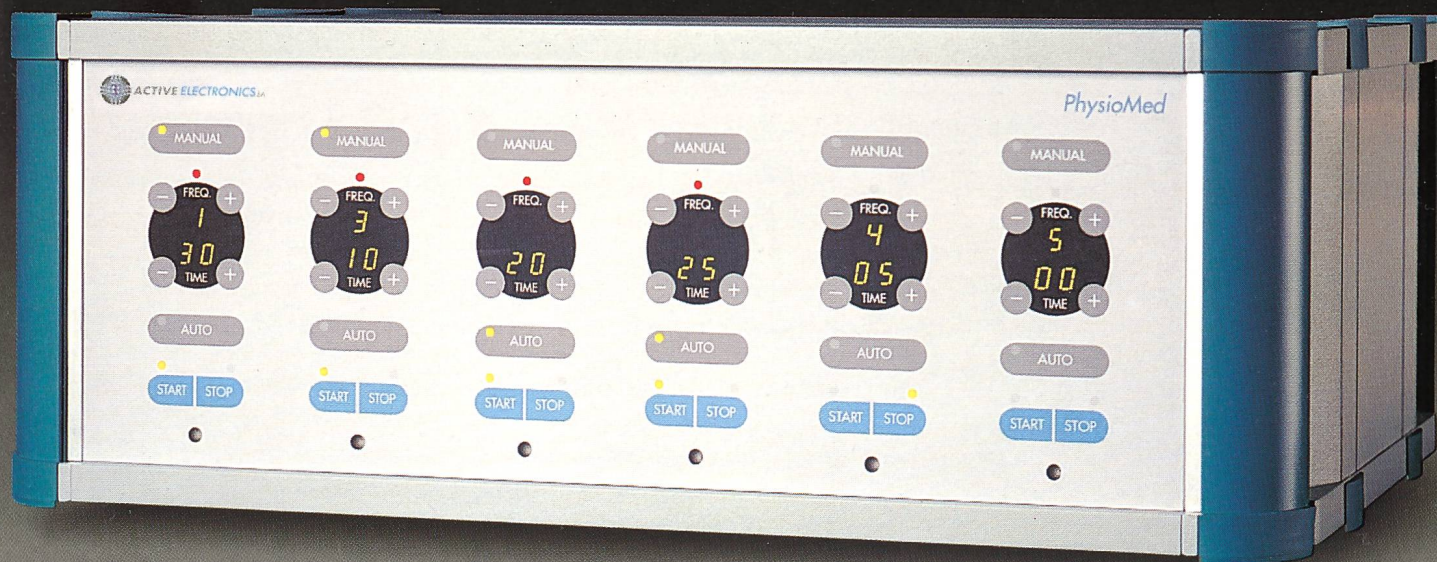 ACTIVE ELECTRONICS
PhysioMed
MANUAL MANUAL MANUAL MANUAL MANUAL MANUAL
FREQ. FREQ. FREQ. FREQ. FREQ. FREQ.
- + - + - + - + - + - +
1 3 4 5
30 10 20 25 05 00
- + - + - + - + - + - +
TIME TIME TIME TIME TIME TIME
AUTO AUTO AUTO AUTO AUTO AUTO
START STOP START STOP START STOP START STOP START STOP START STOP